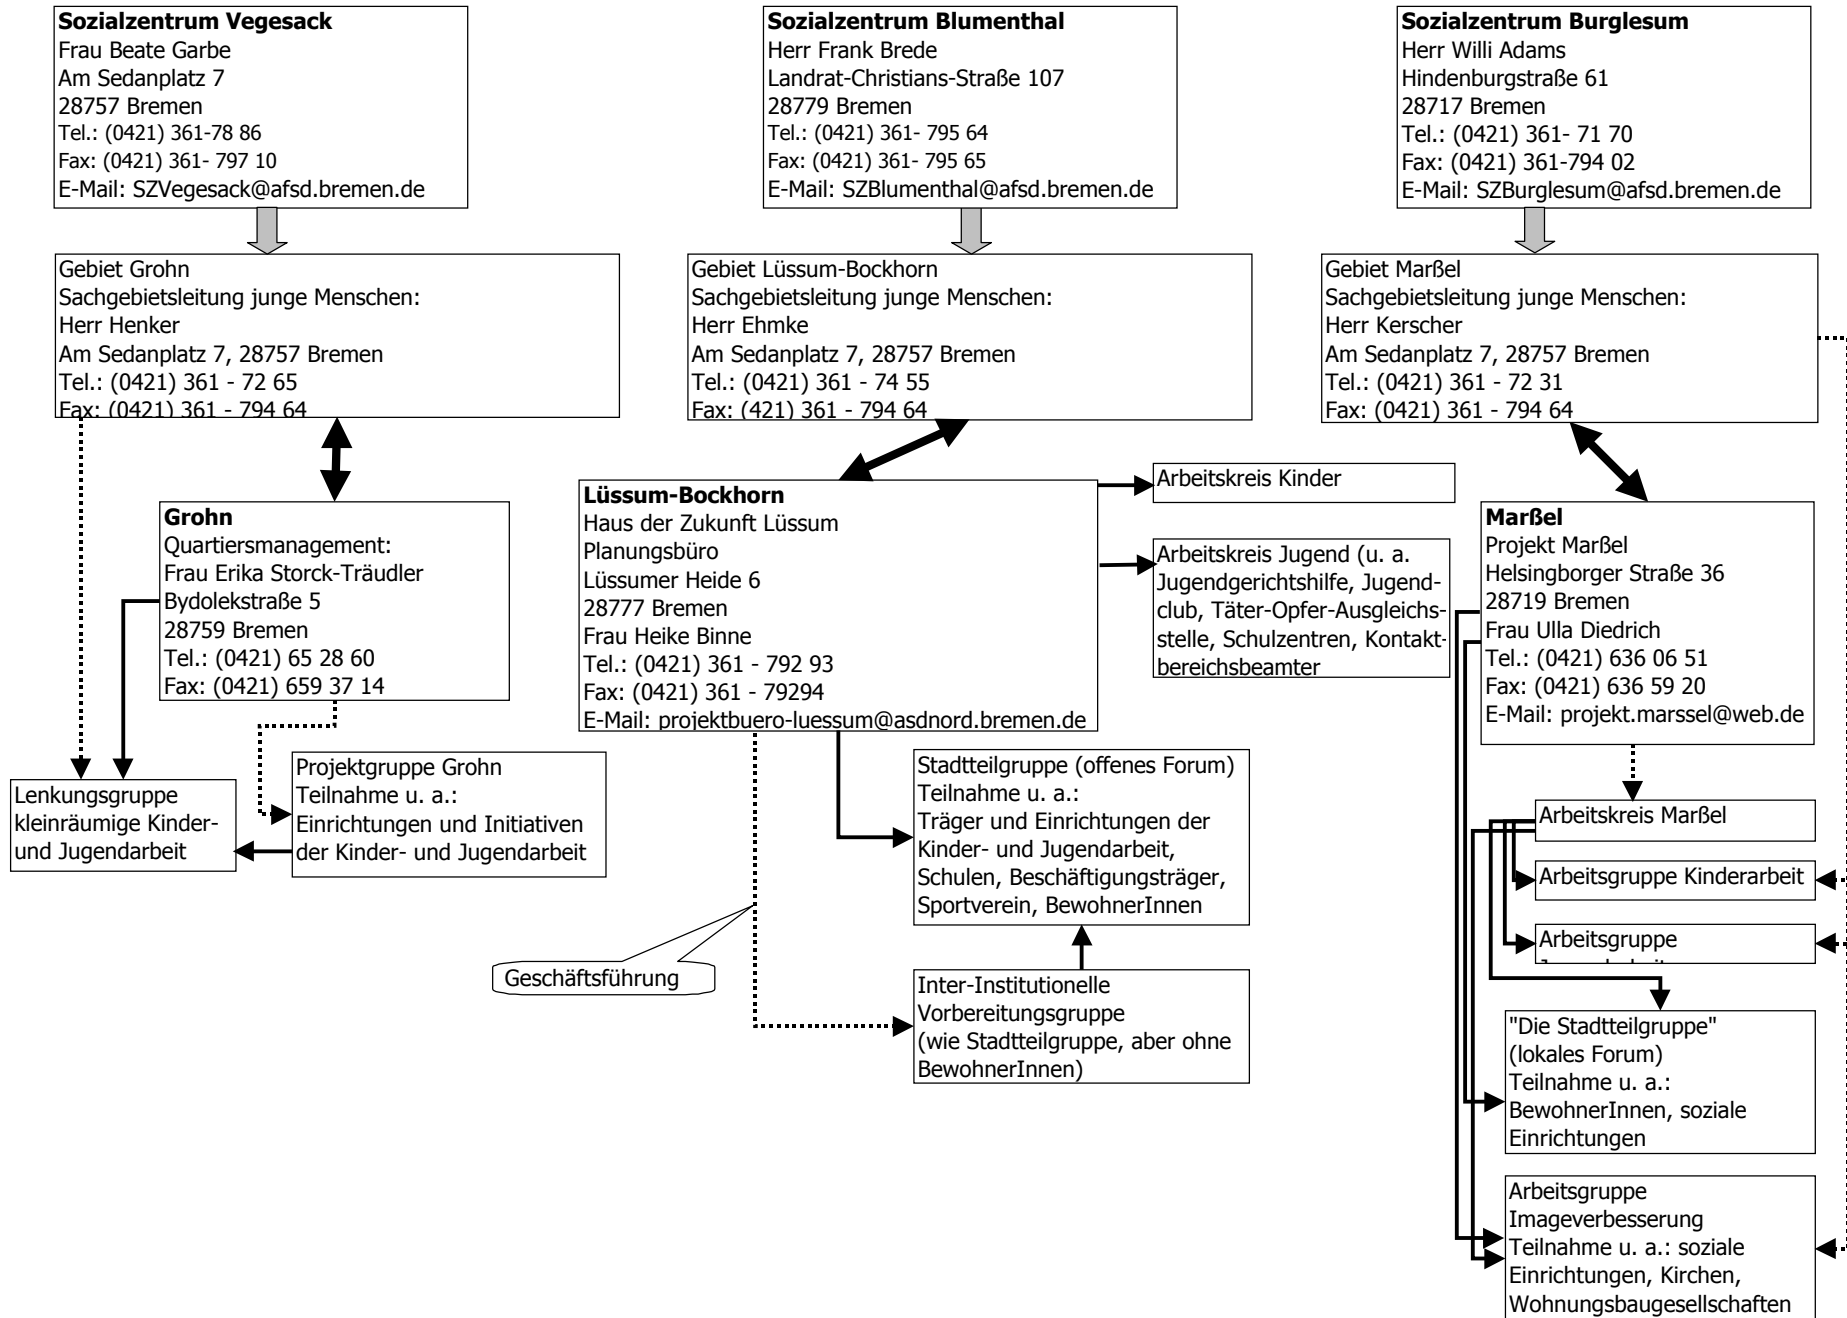 Sozialzentrum Vegesack
Frau Beate Garbe
Am Sedanplatz 7
28757 Bremen
Tel.: (0421) 361-78 86
Fax: (0421) 361- 797 10
E-Mail: SZVegesack@afsd.bremen.de
Sozialzentrum Blumenthal
Herr Frank Brede
Landrat-Christians-Straße 107
28779 Bremen
Tel.: (0421) 361- 795 64
Fax: (0421) 361- 795 65
E-Mail: SZBlumenthal@afsd.bremen.de
Sozialzentrum Burglesum
Herr Willi Adams
Hindenburgstraße 61
28717 Bremen
Tel.: (0421) 361- 71 70
Fax: (0421) 361-794 02
E-Mail: SZBurglesum@afsd.bremen.de
Gebiet Grohn
Sachgebietsleitung junge Menschen:
Herr Henker
Am Sedanplatz 7, 28757 Bremen
Tel.: (0421) 361 - 72 65
Fax: (0421) 361 - 794 64
Gebiet Lüssum-Bockhorn
Sachgebietsleitung junge Menschen:
Herr Ehmke
Am Sedanplatz 7, 28757 Bremen
Tel.: (0421) 361 - 74 55
Fax: (421) 361 - 794 64
Gebiet Marßel
Sachgebietsleitung junge Menschen:
Herr Kerscher
Am Sedanplatz 7, 28757 Bremen
Tel.: (0421) 361 - 72 31
Fax: (0421) 361 - 794 64
Grohn
Quartiersmanagement:
Frau Erika Storck-Träudler
Bydolekstraße 5
28759 Bremen
Tel.: (0421) 65 28 60
Fax: (0421) 659 37 14
Lüssum-Bockhorn
Haus der Zukunft Lüssum
Planungsbüro
Lüssumer Heide 6
28777 Bremen
Frau Heike Binne
Tel.: (0421) 361 - 792 93
Fax: (0421) 361 - 79294
E-Mail: projektbuero-luessum@asdnord.bremen.de
Arbeitskreis Kinder
Arbeitskreis Jugend (u. a.
Jugendgerichtshilfe, Jugend-
club, Täter-Opfer-Ausgleichs-
stelle, Schulzentren, Kontakt-
bereichsbeamter
Marßel
Projekt Marßel
Helsingborger Straße 36
28719 Bremen
Frau Ulla Diedrich
Tel.: (0421) 636 06 51
Fax: (0421) 636 59 20
E-Mail: projekt.marssel@web.de
Lenkungsgruppe
kleinräumige Kinder-
und Jugendarbeit
Projektgruppe Grohn
Teilnahme u. a.:
Einrichtungen und Initiativen
der Kinder- und Jugendarbeit
Stadtteilgruppe (offenes Forum)
Teilnahme u. a.:
Träger und Einrichtungen der
Kinder- und Jugendarbeit,
Schulen, Beschäftigungsträger,
Sportverein, BewohnerInnen
Geschäftsführung
Inter-Institutionelle
Vorbereitungsgruppe
(wie Stadtteilgruppe, aber ohne
BewohnerInnen)
Arbeitskreis Marßel
Arbeitsgruppe Kinderarbeit
Arbeitsgruppe
"Die Stadtteilgruppe"
(lokales Forum)
Teilnahme u. a.:
BewohnerInnen, soziale
Einrichtungen
Arbeitsgruppe
Imageverbesserung
Teilnahme u. a.: soziale
Einrichtungen, Kirchen,
Wohnungsbaugesellschaften